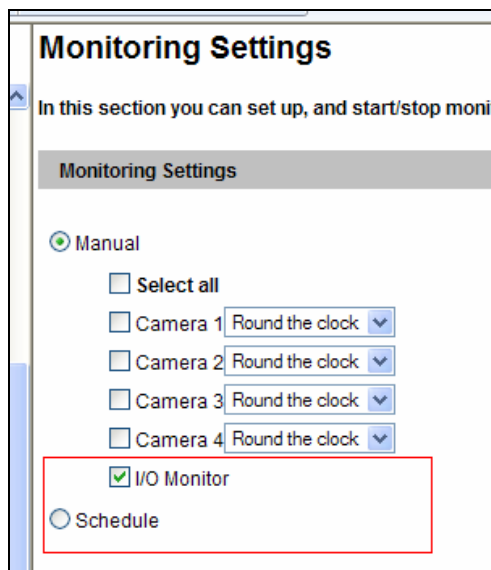 Monitoring Settings
In this section you can set up, and start/stop moni
Monitoring Settings
Manual
Select all
Camera 1 Round the clock
Camera 2 Round the clock
Camera 3 Round the clock
Camera 4 Round the clock
I/O Monitor
Schedule